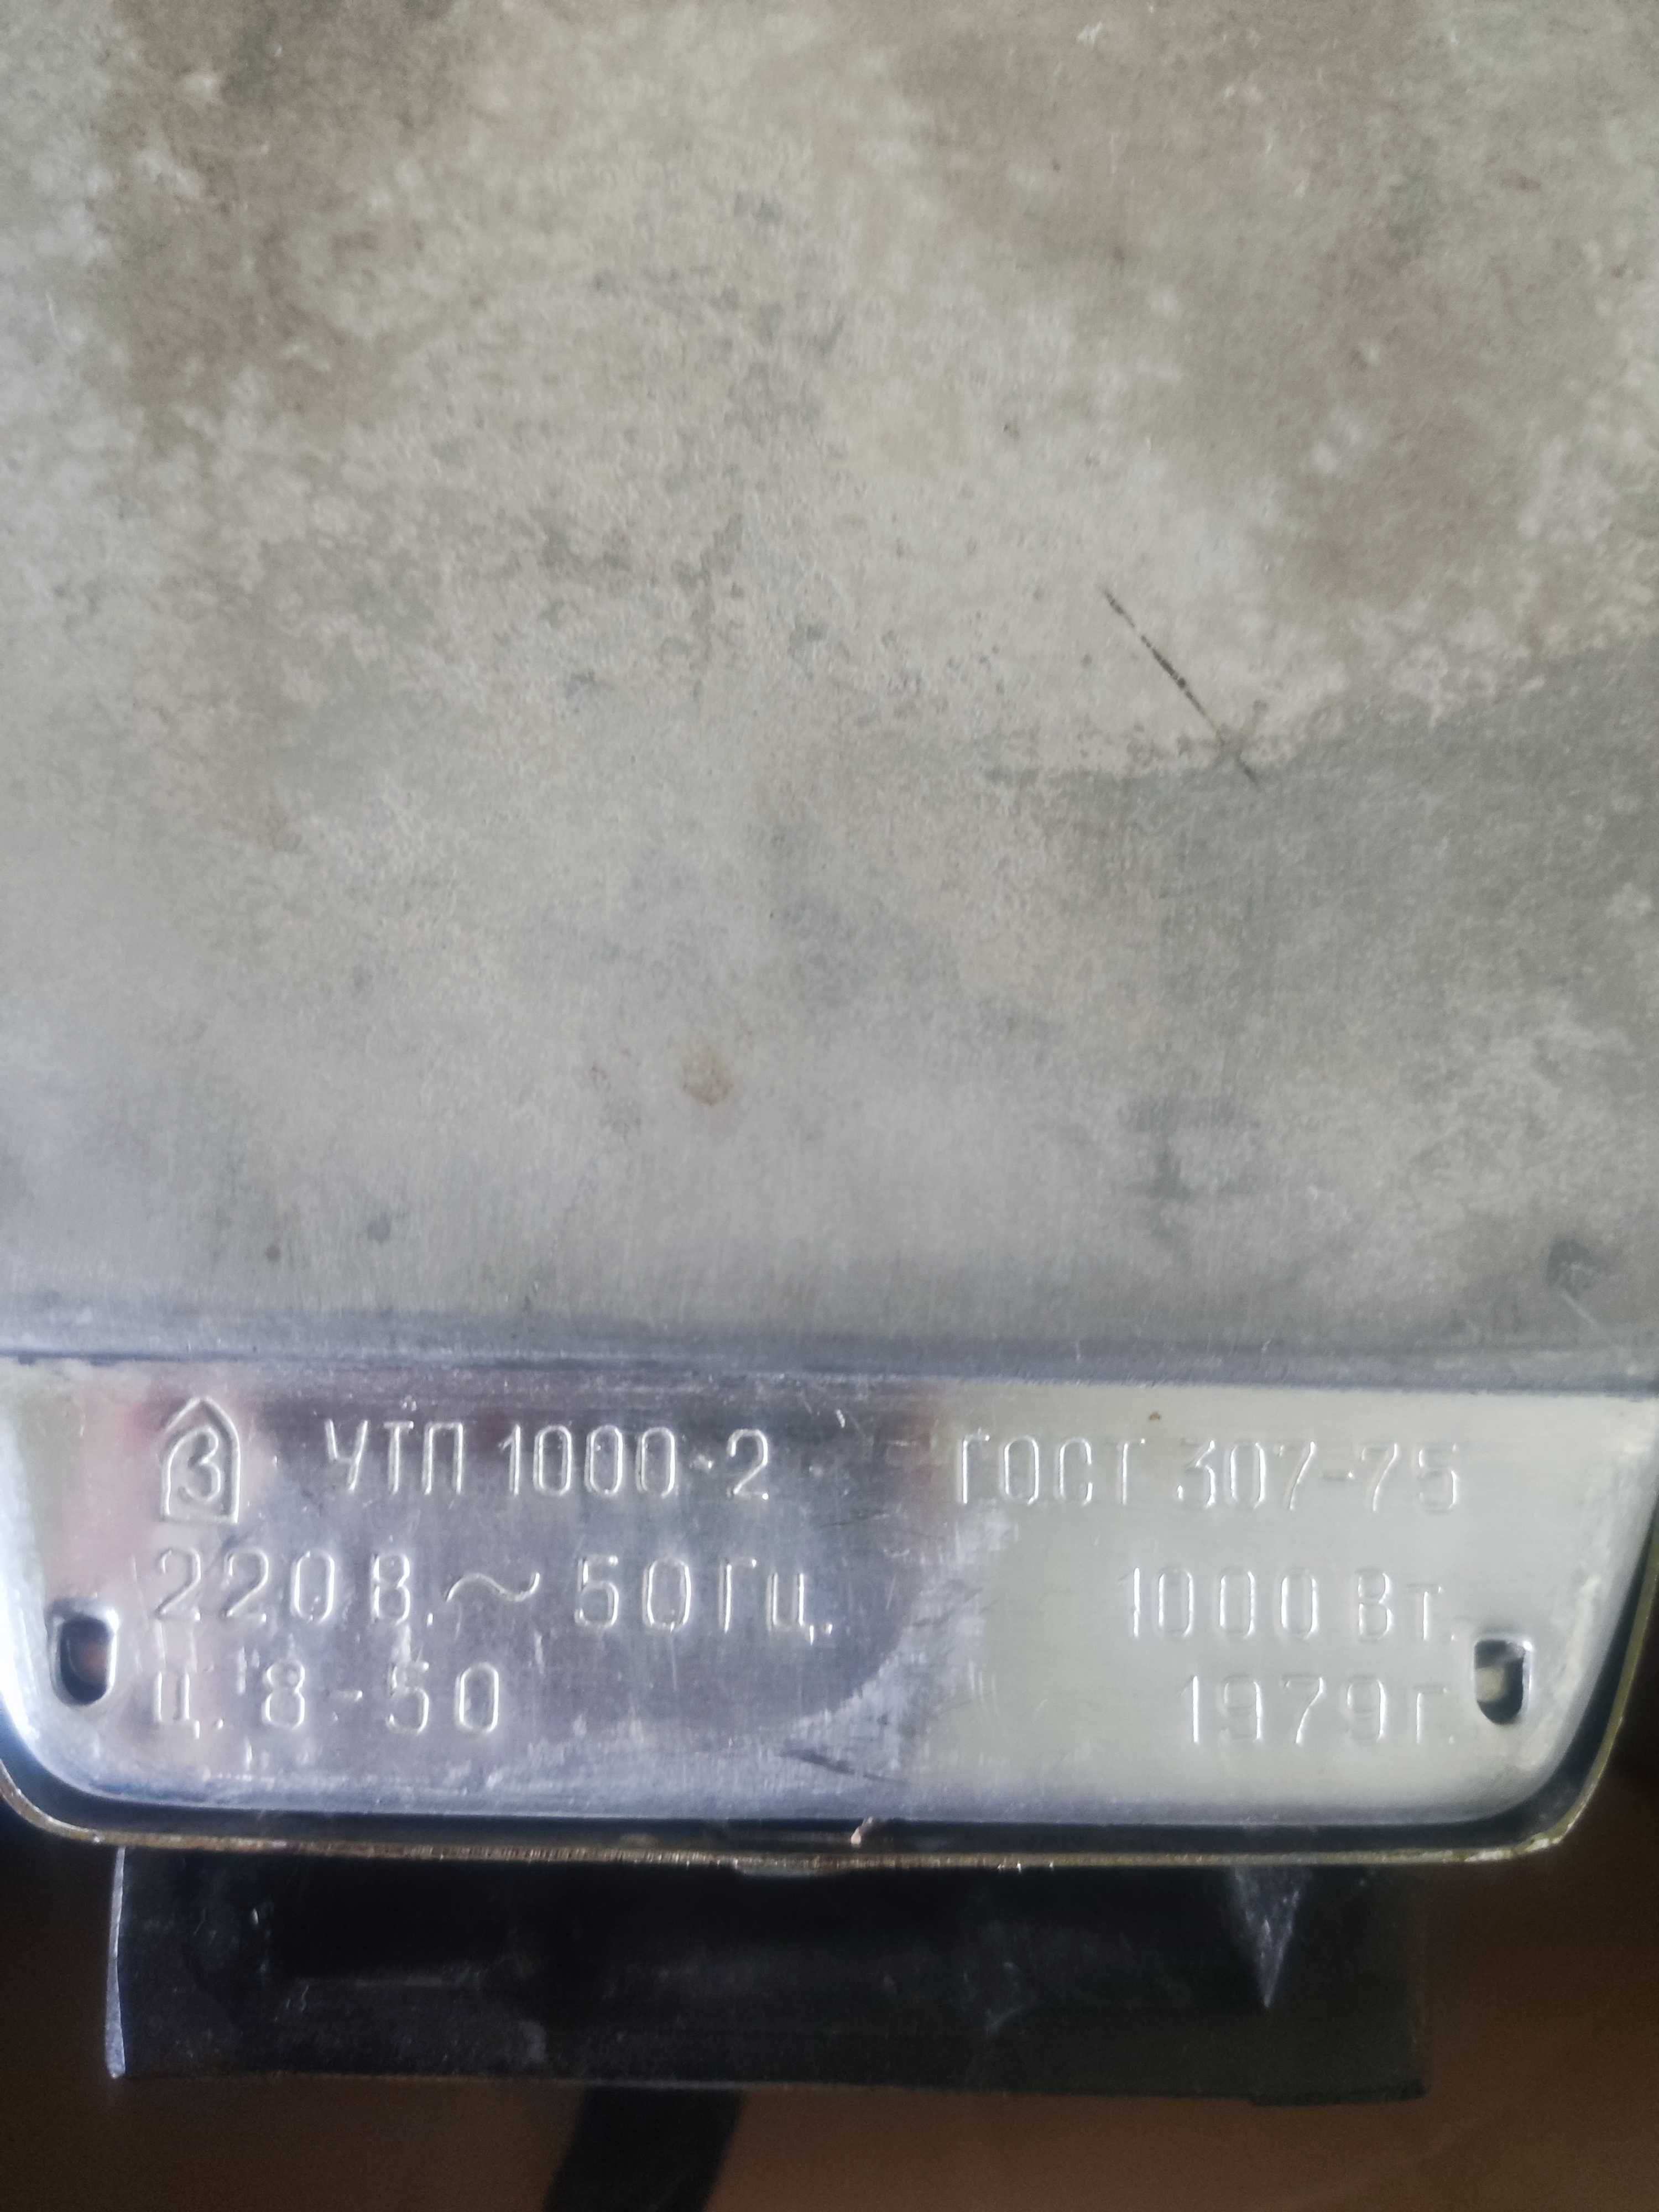 З УТП 1000-2 ГОСТ 307-75
220 В. ~ 50 Гц. 1000 Вт.
Ц. 8-50 1979 г.